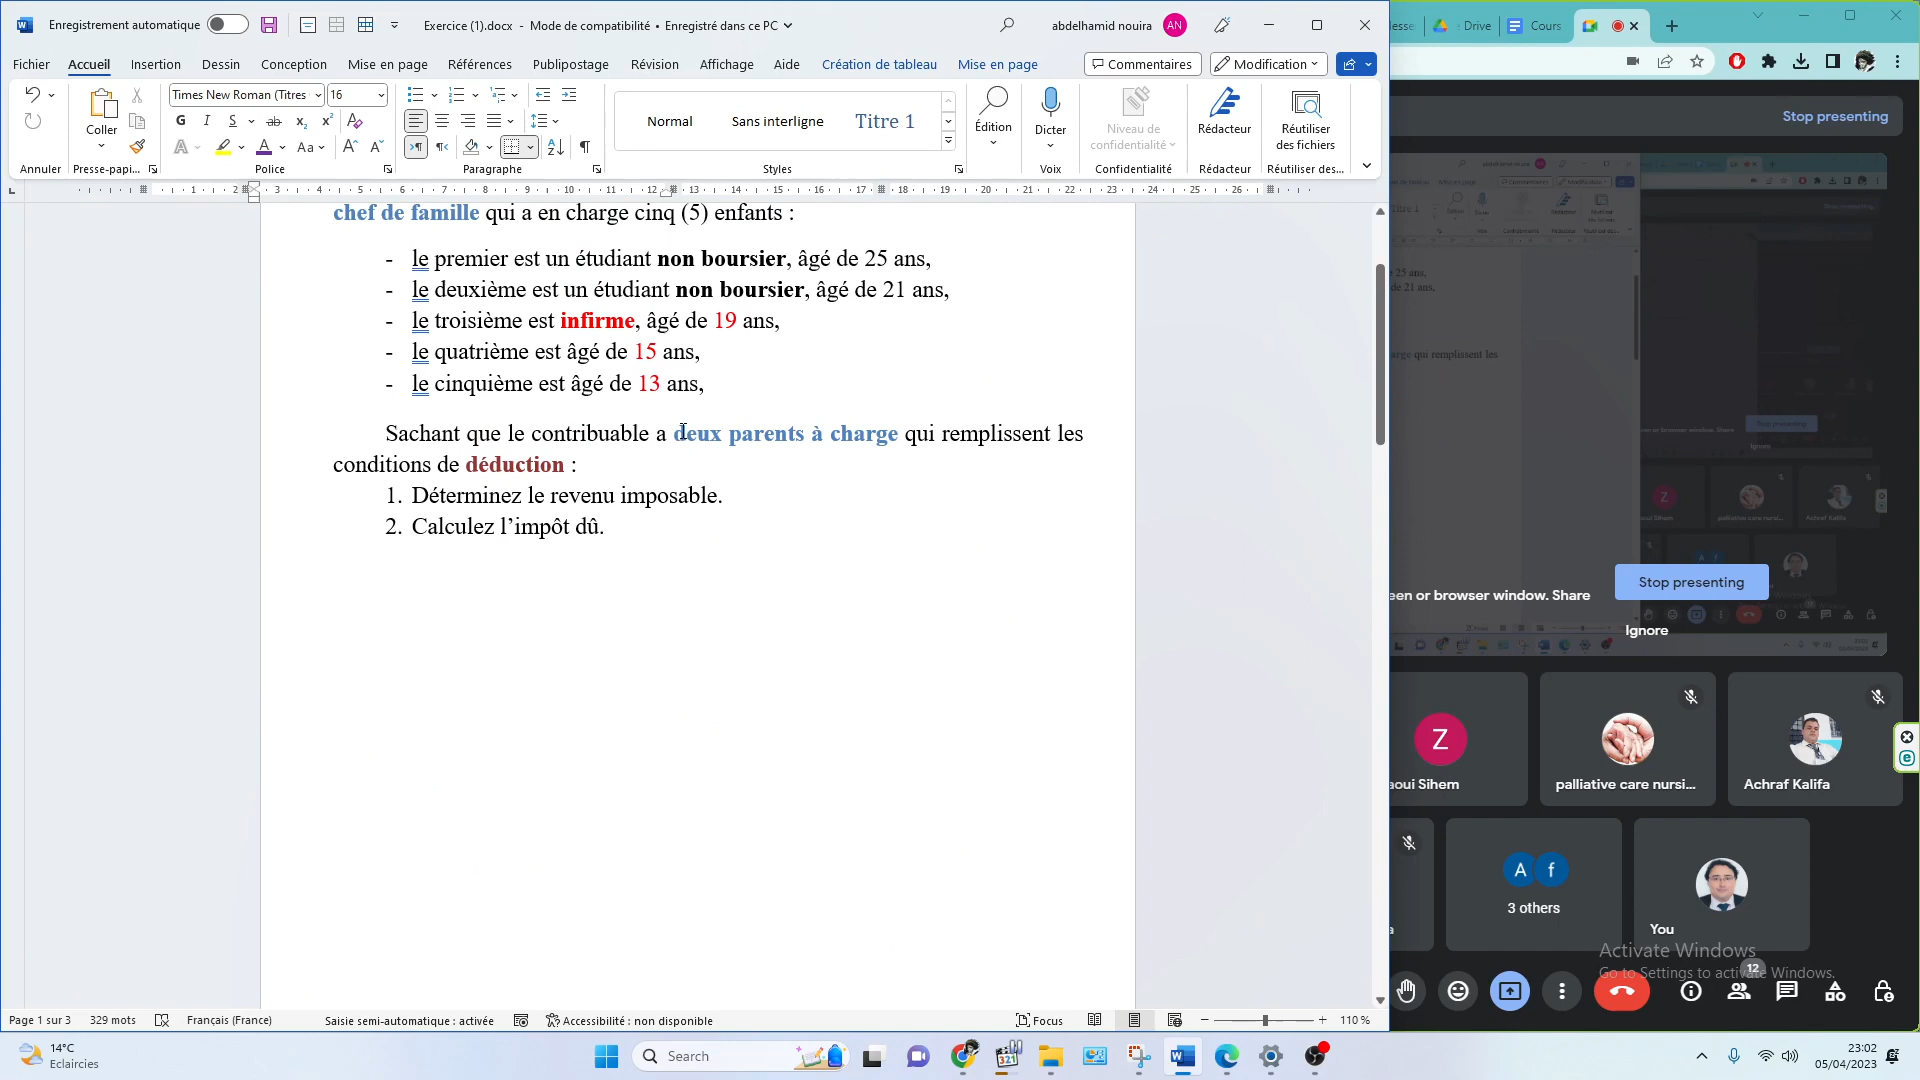 Enregistrement automatique
Exercice (1).docx - Mode de compatibilité • Enregistré dans ce PC
abdelhamid nouira
AN
Fichier Accueil Insertion Dessin Conception Mise en page Références Publipostage Révision Affichage Aide Création de tableau Mise en page
Commentaires
Modification
Coller
Times New Roman (Titres
16
Normal
Sans interligne
Titre 1
Édition
Dicter
Niveau de confidentialité
Rédacteur
Réutiliser des fichiers
Annuler
Presse-papi...
Police
Paragraphe
Styles
Voix
Confidentialité
Rédacteur
Réutiliser des...
chef de famille qui a en charge cinq (5) enfants :
- le premier est un étudiant non boursier, âgé de 25 ans,
- le deuxième est un étudiant non boursier, âgé de 21 ans,
- le troisième est infirme, âgé de 19 ans,
- le quatrième est âgé de 15 ans,
- le cinquième est âgé de 13 ans,
Sachant que le contribuable a deux parents à charge qui remplissent les
conditions de déduction :
1. Déterminez le revenu imposable.
2. Calculez l’impôt dû.
Page 1 sur 3
329 mots
Français (France)
Saisie semi-automatique : activée
Accessibilité : non disponible
Focus
110 %
Drive
Cours
Stop presenting
een or browser window. Share
Stop presenting
Ignore
Z
aoui Sihem
palliative care nursi...
Achraf Kalifa
A f
3 others
You
Activate Windows
Go to Settings to activate Windows.
12
14°C
Eclaircies
Search
23:02
05/04/2023